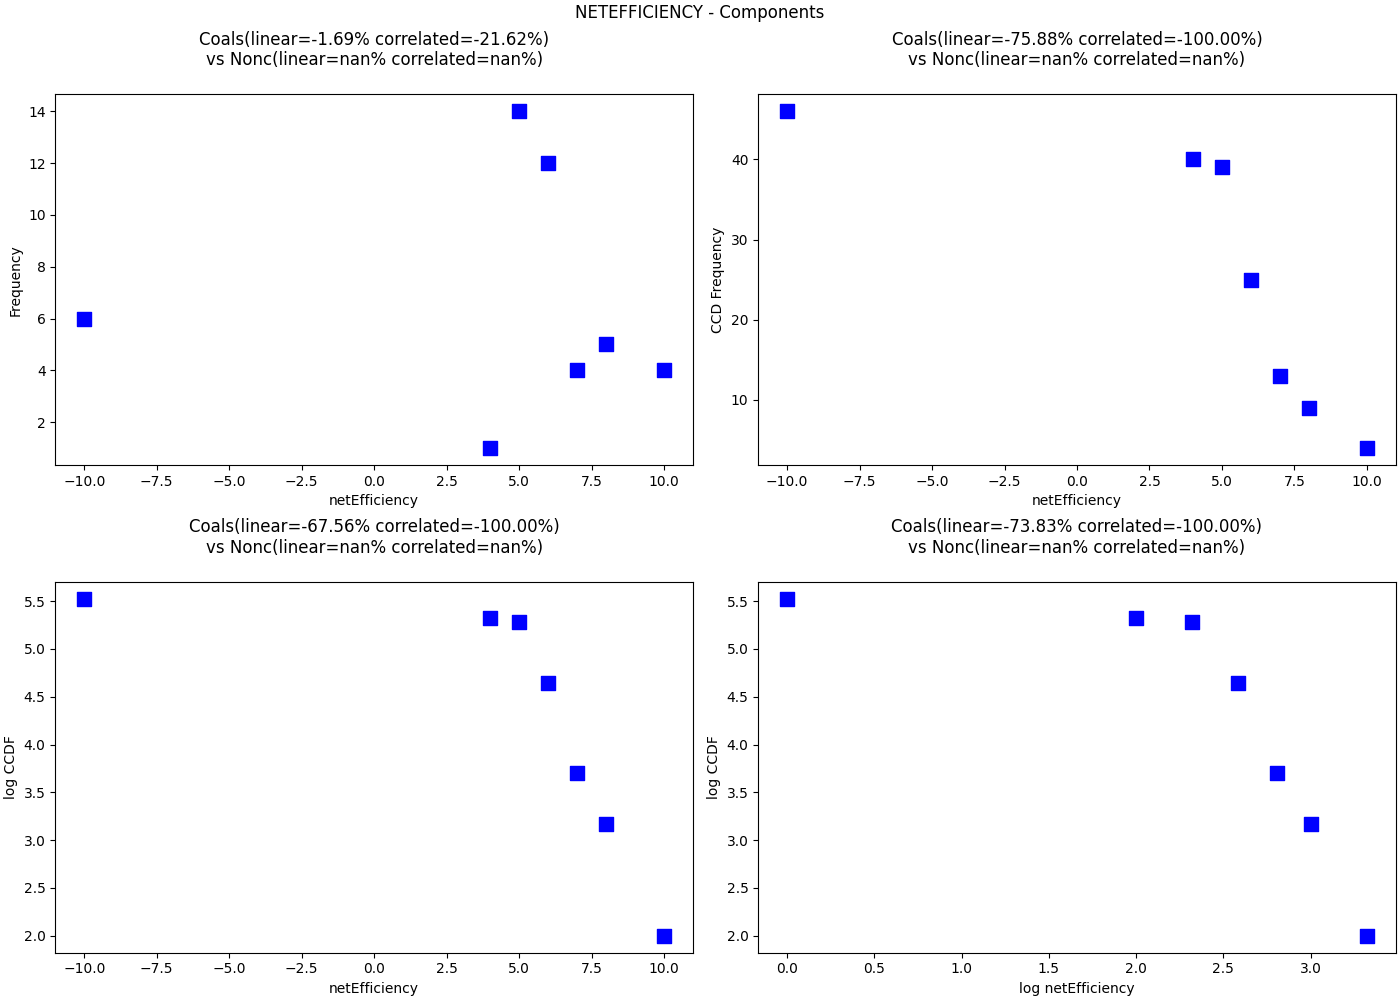 NETEFFICIENCY - Components
Coals(linear=-1.69% correlated=-21.62%)
vs Nonc(linear=nan% correlated=nan%)
14
12
10
8
6
4
2
Frequency
−10.0 −7.5 −5.0 −2.5 0.0 2.5 5.0 7.5 10.0
netEfficiency
Coals(linear=-75.88% correlated=-100.00%)
vs Nonc(linear=nan% correlated=nan%)
40
30
20
10
CCD Frequency
−10.0 −7.5 −5.0 −2.5 0.0 2.5 5.0 7.5 10.0
netEfficiency
Coals(linear=-67.56% correlated=-100.00%)
vs Nonc(linear=nan% correlated=nan%)
5.5
5.0
4.5
4.0
3.5
3.0
2.5
2.0
log CCDF
−10.0 −7.5 −5.0 −2.5 0.0 2.5 5.0 7.5 10.0
netEfficiency
Coals(linear=-73.83% correlated=-100.00%)
vs Nonc(linear=nan% correlated=nan%)
5.5
5.0
4.5
4.0
3.5
3.0
2.5
2.0
log CCDF
0.0 0.5 1.0 1.5 2.0 2.5 3.0
log netEfficiency